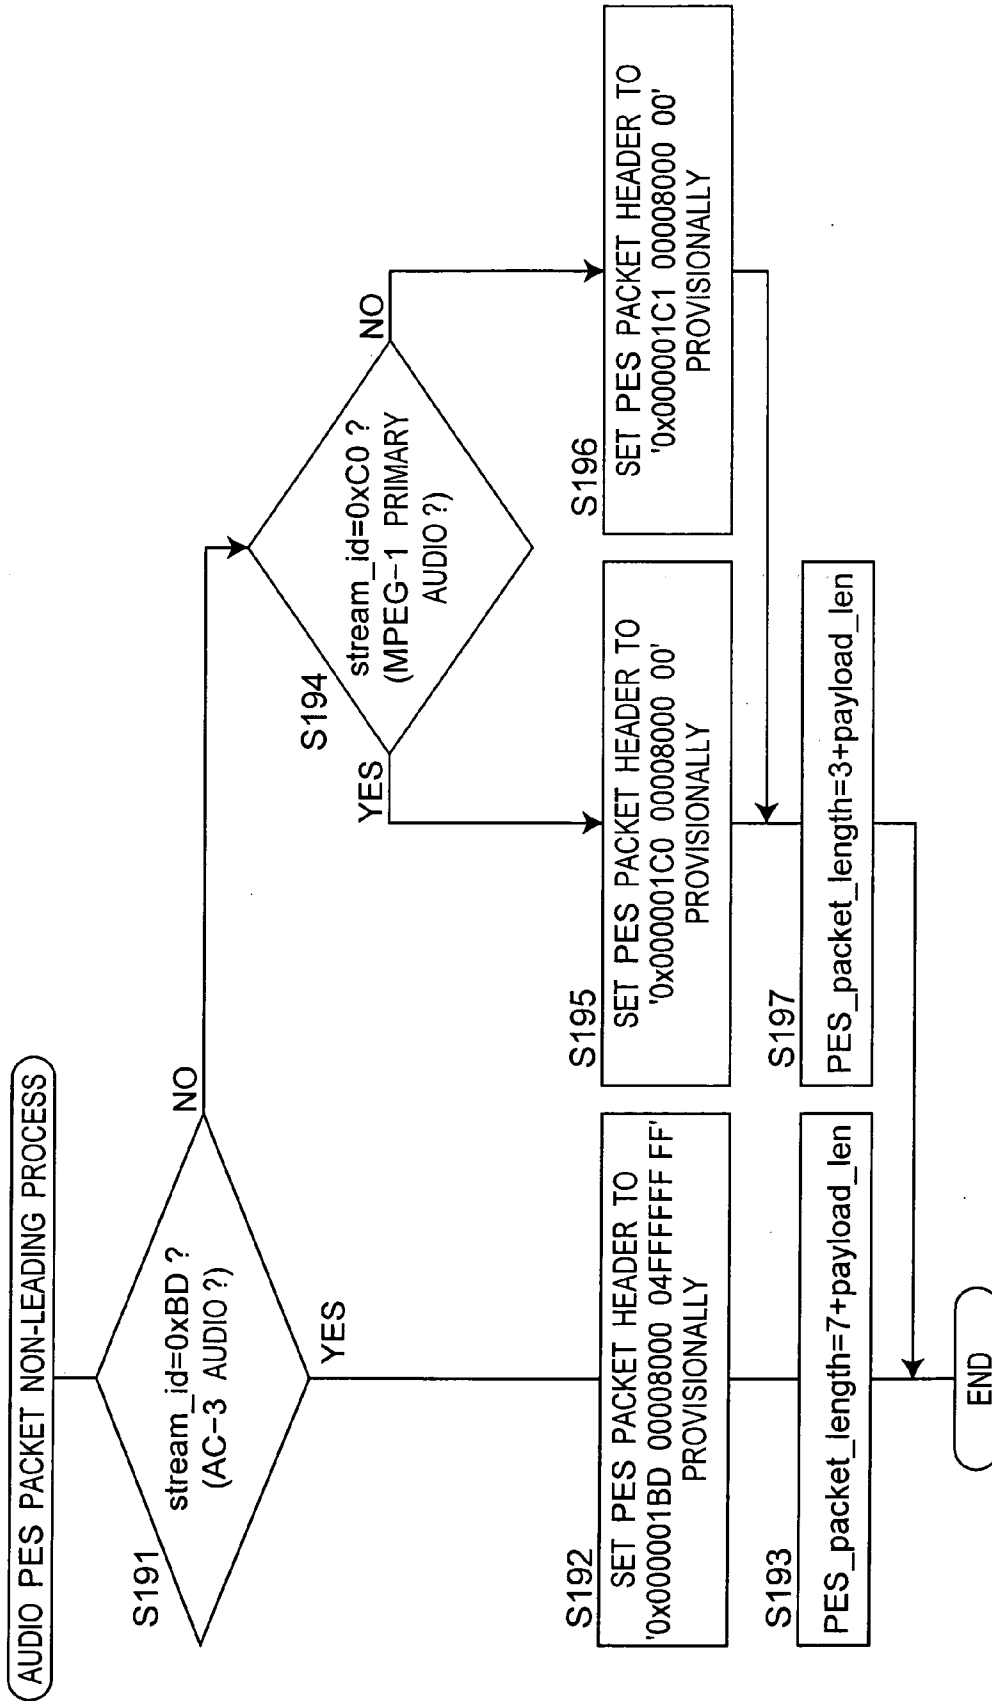 AUDIO PES PACKET NON-LEADING PROCESS
S191
stream_id=0xBD ?
(AC-3 AUDIO ?)
NO
YES
S194
stream_id=0xC0 ?
(MPEG-1 PRIMARY
AUDIO ?)
NO
YES
S192
SET PES PACKET HEADER TO
'0x000001BD 00008000 04FFFFFF FF'
PROVISIONALLY
S195
SET PES PACKET HEADER TO
'0x000001C0 00008000 00'
PROVISIONALLY
S196
SET PES PACKET HEADER TO
'0x000001C1 00008000 00'
PROVISIONALLY
S193
PES_packet_length=7+payload_len
S197
PES_packet_length=3+payload_len
END